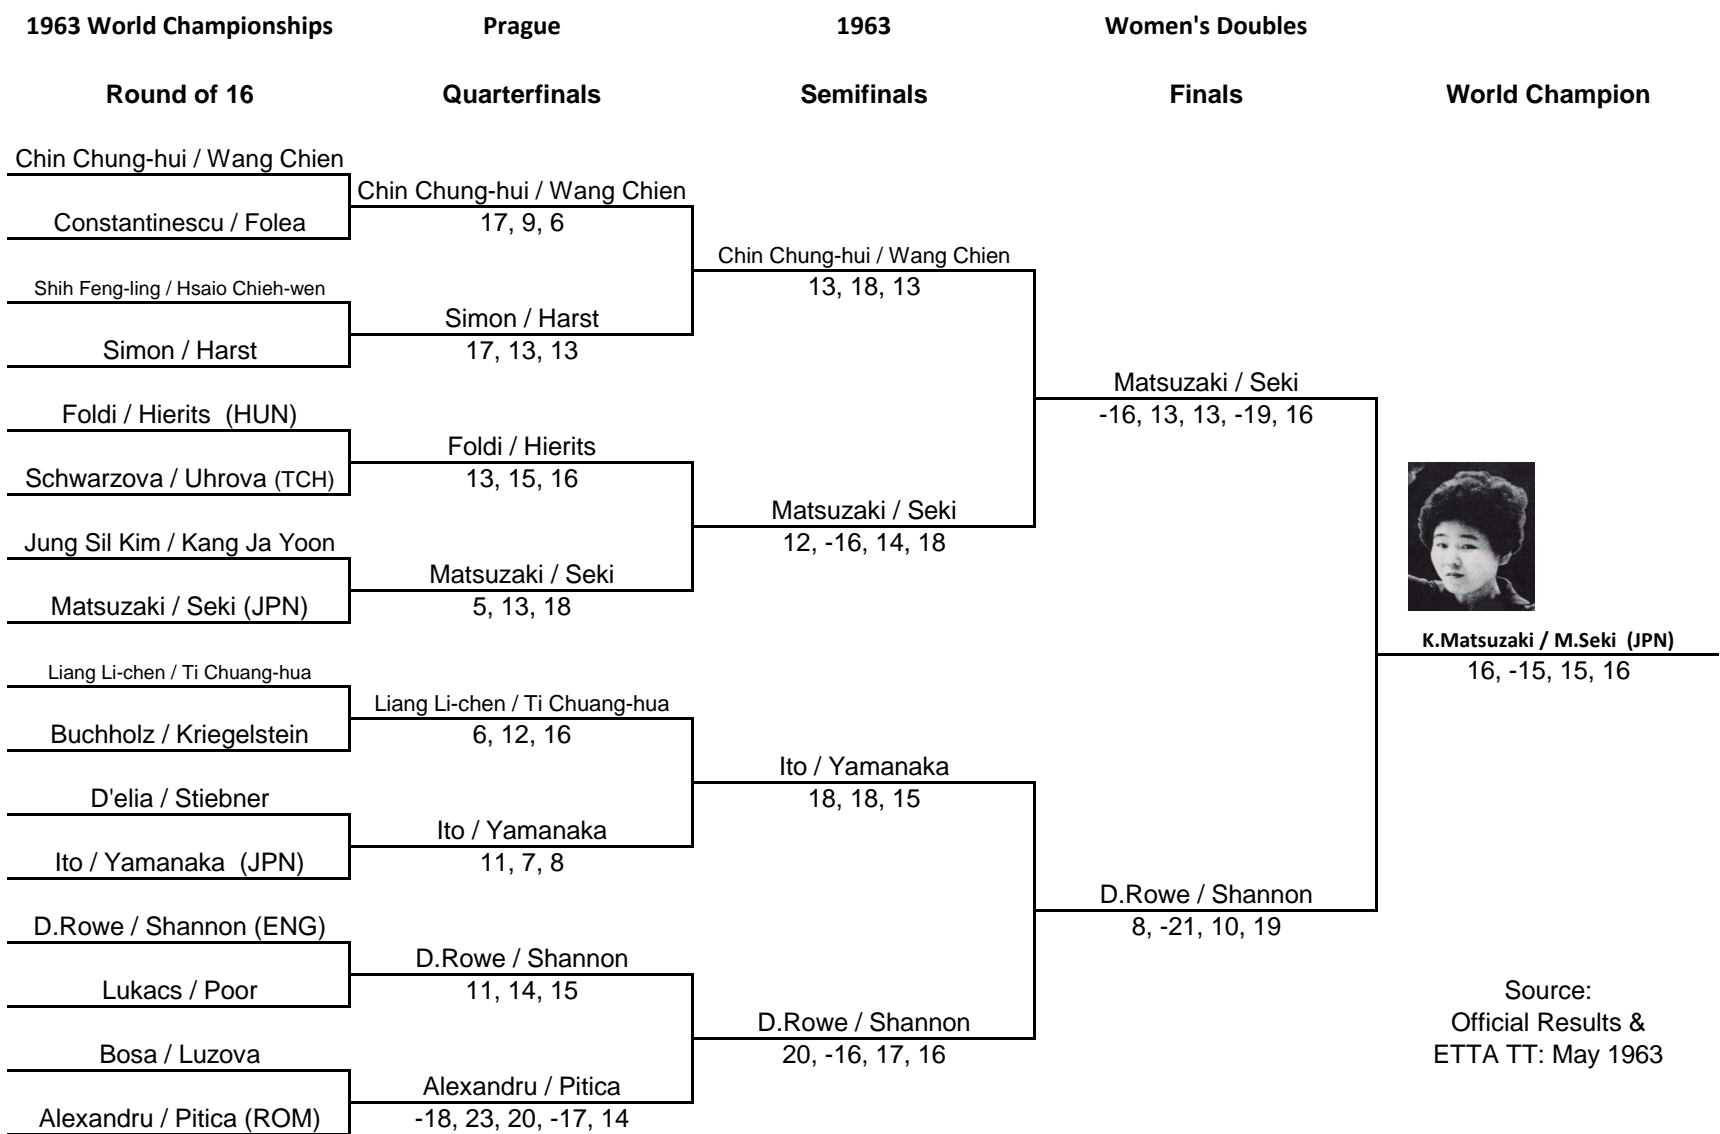 1963 World Championships Prague 1963 Women's Doubles
Round of 16 Quarterfinals Semifinals Finals World Champion
Chin Chung-hui / Wang Chien
Constantinescu / Folea
Shih Feng-ling / Hsaio Chieh-wen
Simon / Harst
Foldi / Hierits (HUN)
Schwarzova / Uhrova (TCH)
Jung Sil Kim / Kang Ja Yoon
Matsuzaki / Seki (JPN)
Liang Li-chen / Ti Chuang-hua
Buchholz / Kriegelstein
D'elia / Stiebner
Ito / Yamanaka (JPN)
D.Rowe / Shannon (ENG)
Lukacs / Poor
Bosa / Luzova
Alexandru / Pitica (ROM)
Chin Chung-hui / Wang Chien
17, 9, 6
Simon / Harst
17, 13, 13
Foldi / Hierits
13, 15, 16
Matsuzaki / Seki
5, 13, 18
Liang Li-chen / Ti Chuang-hua
6, 12, 16
Ito / Yamanaka
11, 7, 8
D.Rowe / Shannon
11, 14, 15
Alexandru / Pitica
-18, 23, 20, -17, 14
Chin Chung-hui / Wang Chien
13, 18, 13
Matsuzaki / Seki
12, -16, 14, 18
Ito / Yamanaka
18, 18, 15
D.Rowe / Shannon
20, -16, 17, 16
Matsuzaki / Seki
-16, 13, 13, -19, 16
D.Rowe / Shannon
8, -21, 10, 19
K.Matsuzaki / M.Seki (JPN)
16, -15, 15, 16
Source:
Official Results &
ETTA TT: May 1963